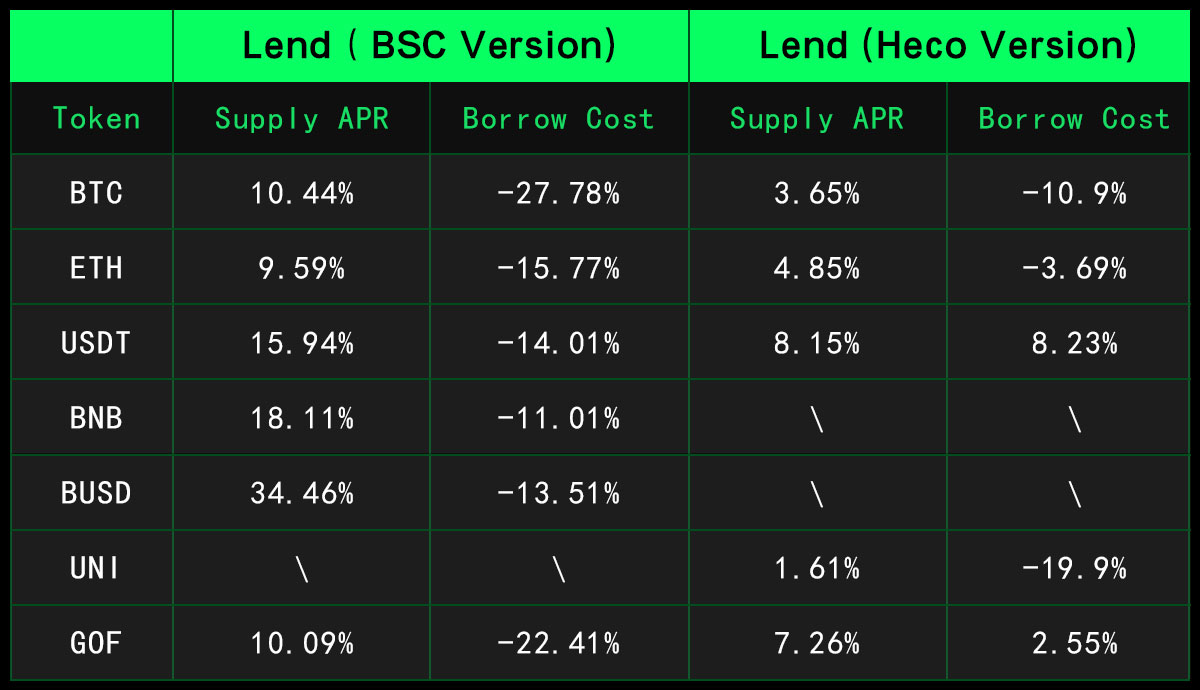 Lend ( BSC Version) Lend (Heco Version)
Token Supply APR Borrow Cost Supply APR Borrow Cost
BTC 10.44% -27.78% 3.65% -10.9%
ETH 9.59% -15.77% 4.85% -3.69%
USDT 15.94% -14.01% 8.15% 8.23%
BNB 18.11% -11.01% \ \
BUSD 34.46% -13.51% \ \
UNI \ \ 1.61% -19.9%
GOF 10.09% -22.41% 7.26% 2.55%